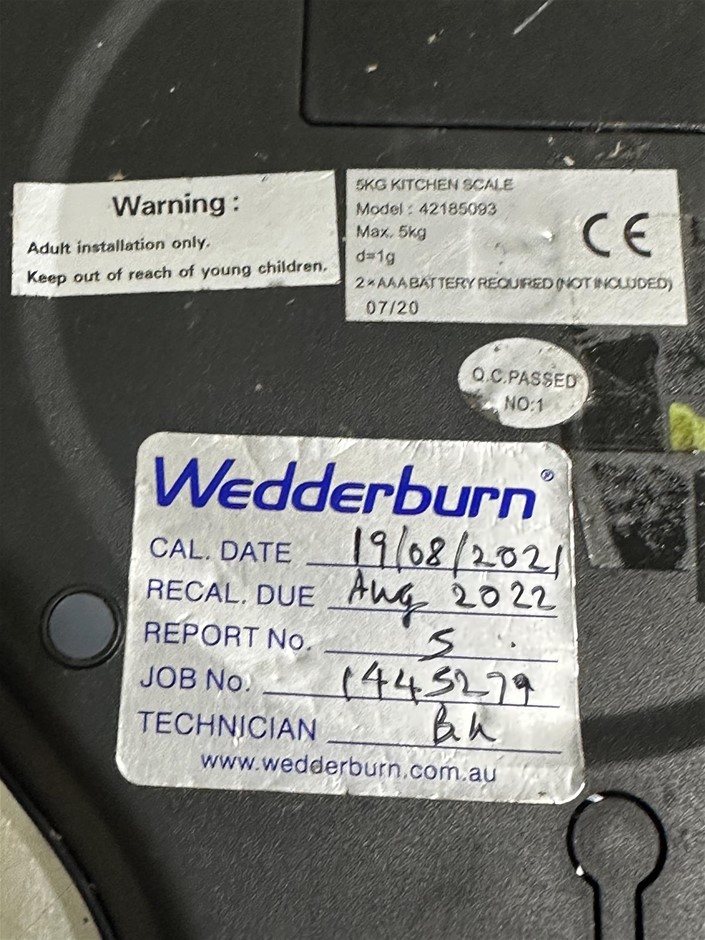 Warning :
Adult installation only.
Keep out of reach of young children.
5KG KITCHEN SCALE
Model : 42185093
Max. 5kg
d=1g
2×AAA BATTERY REQUIRED (NOT INCLUDED)
07/20
CE
Q.C.PASSED
NO:1
Wedderburn®
CAL. DATE 19/08/2021
RECAL. DUE Aug 2022
REPORT No. 5
JOB No. 1445279
TECHNICIAN
www.wedderburn.com.au